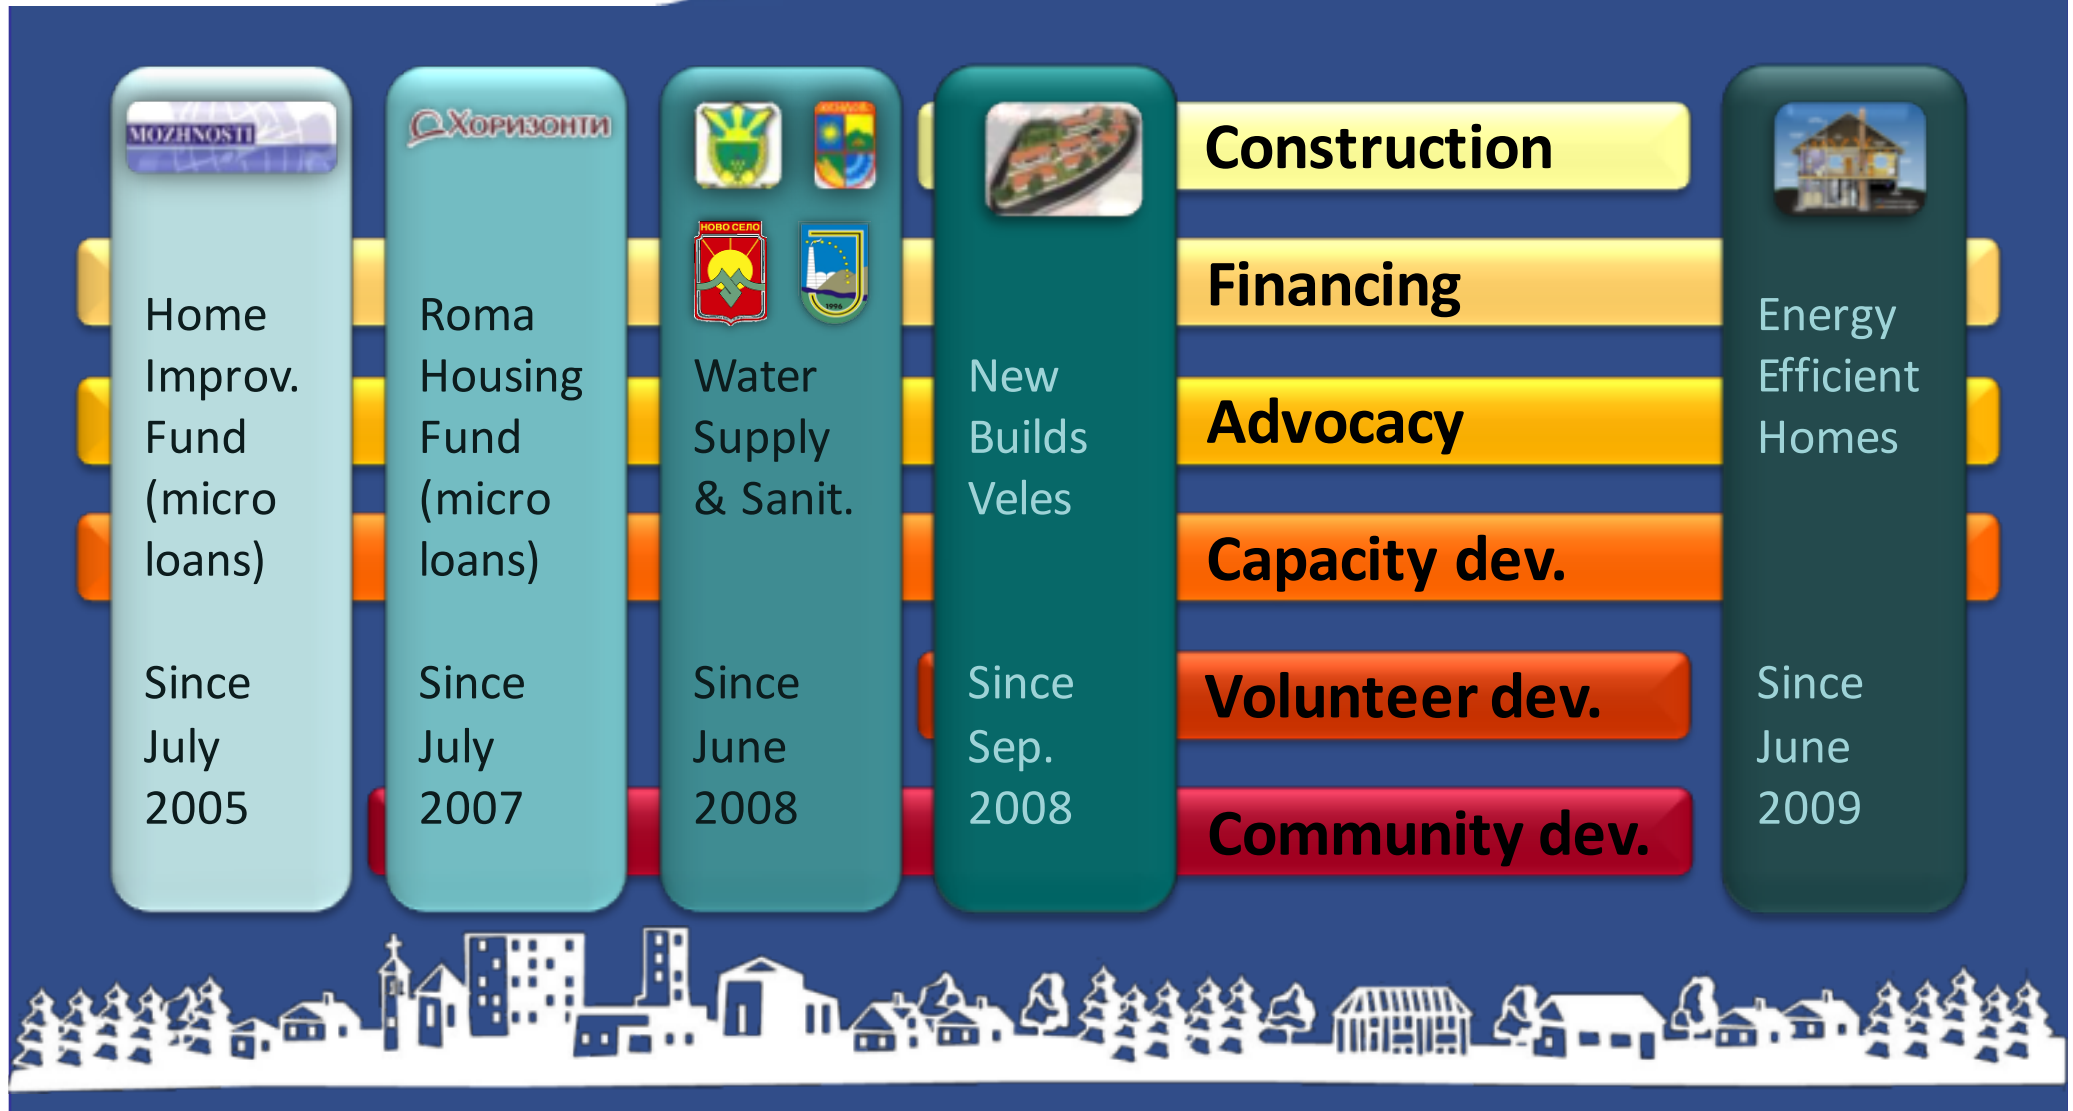 MOZHNOSTI
Home
Improv.
Fund
(micro
loans)
Since
July
2005
Хоризонти
Roma
Housing
Fund
(micro
loans)
Since
July
2007
НОВО СЕЛО
1996
Water
Supply
& Sanit.
Since
June
2008
New
Builds
Veles
Since
Sep.
2008
Construction
Financing
Advocacy
Capacity dev.
Volunteer dev.
Community dev.
Energy
Efficient
Homes
Since
June
2009